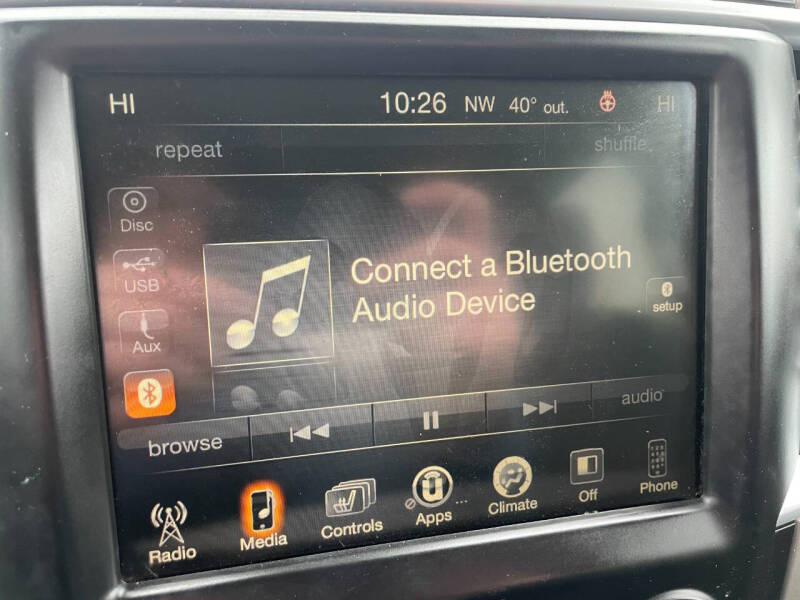 HI 10:26 NW 40° out. HI
repeat shuffle
Disc
USB
Aux
Connect a Bluetooth
Audio Device
setup
browse audio
Radio Media Controls Apps Climate Off Phone